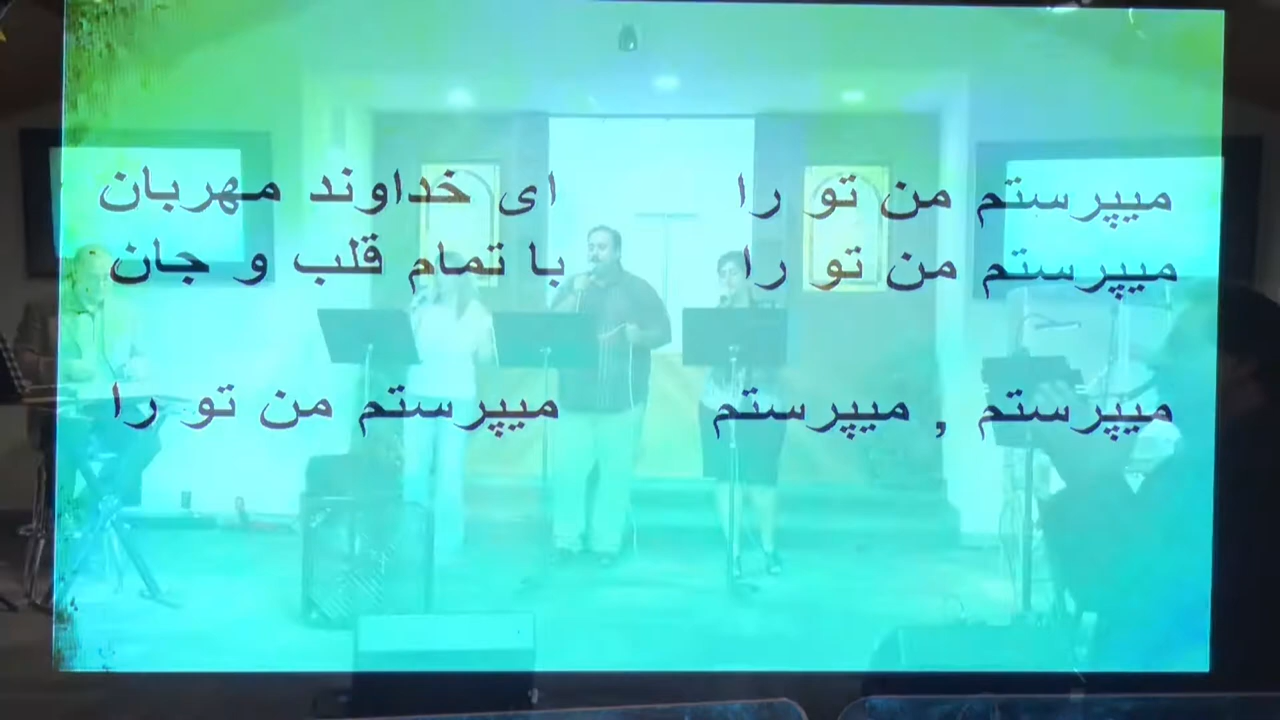 میپرستم من تو را ای خداوند مهربان
میپرستم من تو را با تمام قلب و جان
میپرستم , میپرستم میپرستم من تو را